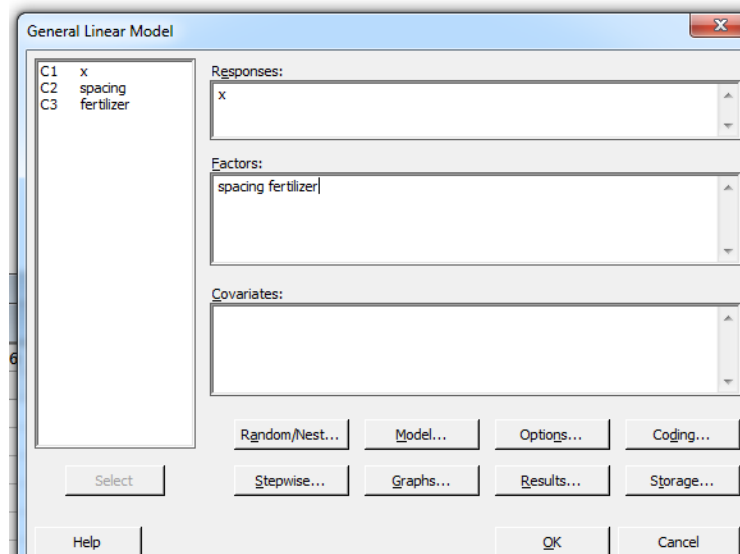 General Linear Model
C1 x
C2 spacing
C3 fertilizer
Responses:
x
Factors:
spacing fertilizer
Covariates:
Random/Nest... Model... Options... Coding...
Select Stepwise... Graphs... Results... Storage...
Help OK Cancel
6